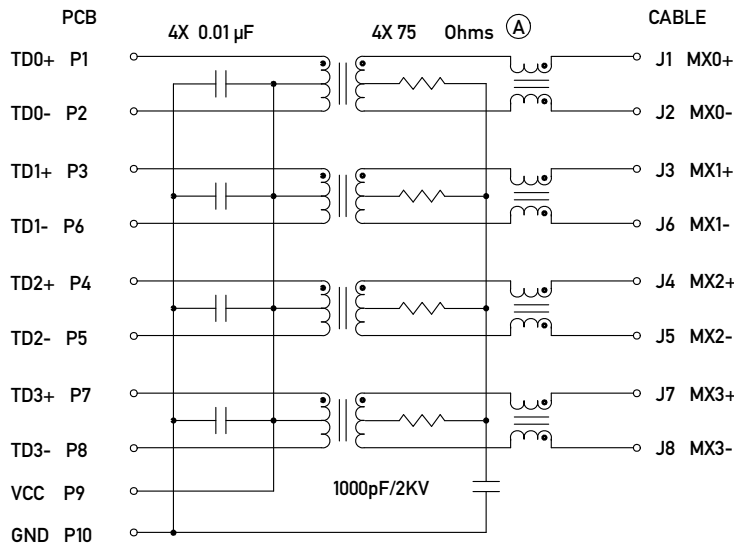 PCB 4X 0.01 µF 4X 75 Ohms A CABLE
TD0+ P1 J1 MX0+
TD0- P2 J2 MX0-
TD1+ P3 J3 MX1+
TD1- P6 J6 MX1-
TD2+ P4 J4 MX2+
TD2- P5 J5 MX2-
TD3+ P7 J7 MX3+
TD3- P8 J8 MX3-
VCC P9 1000pF/2KV
GND P10